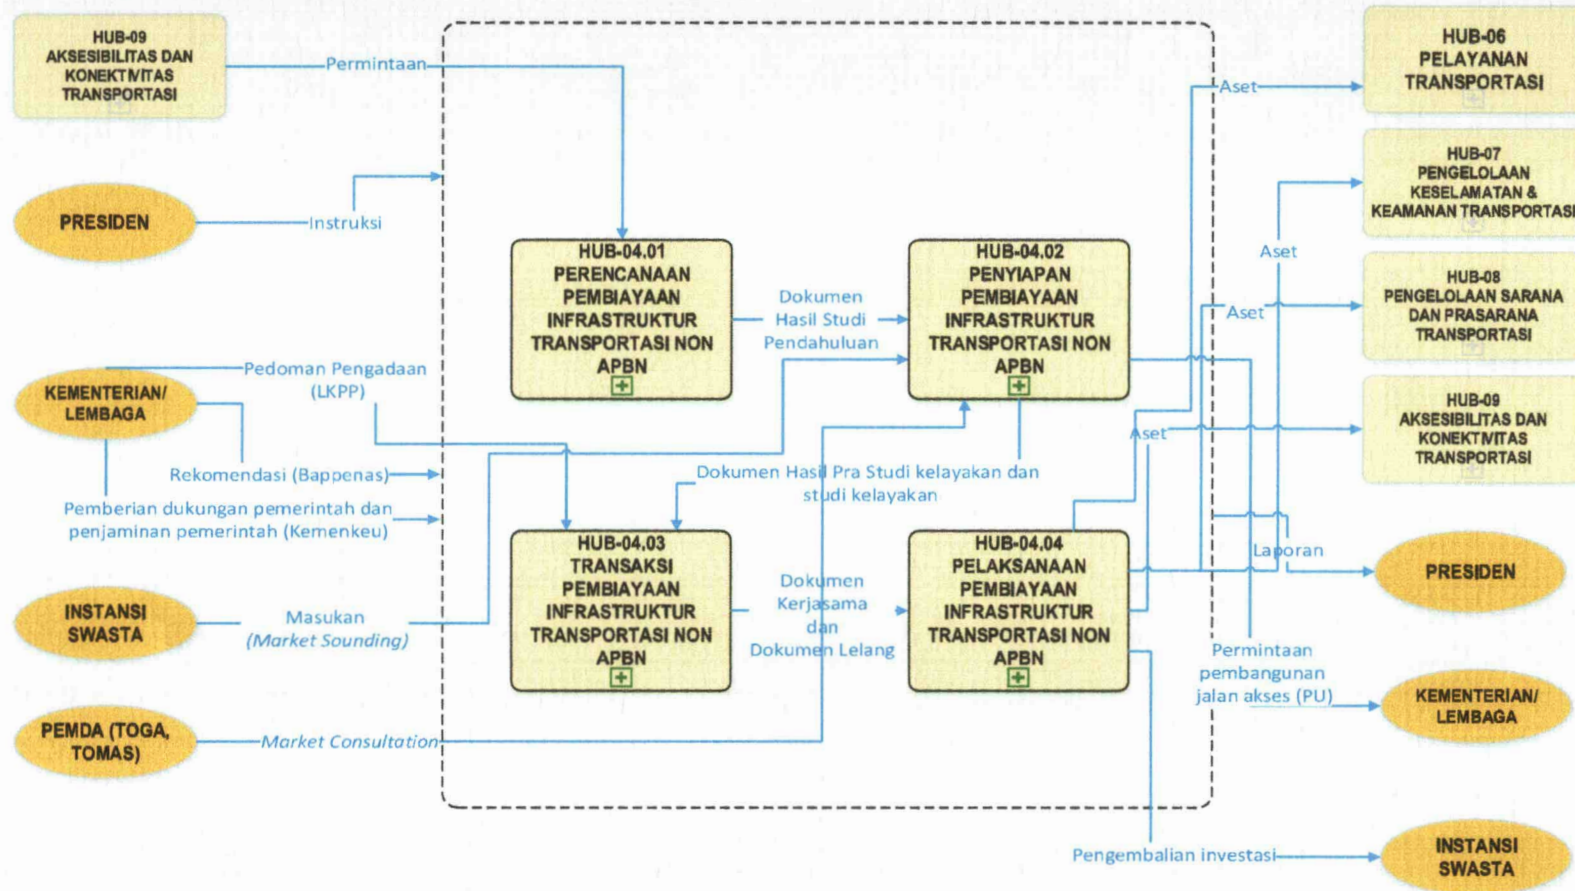 HUB-09
AKSESIBILITAS DAN
KONEKTIVITAS
TRANSPORTASI
Permintaan
PRESIDEN
Instruksi
KEMENTERIAN/
LEMBAGA
Pedoman Pengadaan
(LKPP)
Rekomendasi (Bappenas)
Pemberian dukungan pemerintah dan
penjaminan pemerintah (Kemenkeu)
INSTANSI
SWASTA
Masukan
(Market Sounding)
PEMDA (TOGA,
TOMAS)
Market Consultation
HUB-04.01
PERENCANAAN
PEMBIAYAAN
INFRASTRUKTUR
TRANSPORTASI NON
APBN
Dokumen
Hasil Studi
Pendahuluan
HUB-04.02
PENYIAPAN
PEMBIAYAAN
INFRASTRUKTUR
TRANSPORTASI NON
APBN
Dokumen Hasil Pra Studi kelayakan dan
studi kelayakan
HUB-04.03
TRANSAKSI
PEMBIAYAAN
INFRASTRUKTUR
TRANSPORTASI NON
APBN
Dokumen
Kerjasama
dan
Dokumen Lelang
HUB-04.04
PELAKSANAAN
PEMBIAYAAN
INFRASTRUKTUR
TRANSPORTASI NON
APBN
Aset
HUB-06
PELAYANAN
TRANSPORTASI
HUB-07
PENGELOLAAN
KESELAMATAN &
KEAMANAN TRANSPORTASI
Aset
HUB-08
PENGELOLAAN SARANA
DAN PRASARANA
TRANSPORTASI
Aset
HUB-09
AKSESIBILITAS DAN
KONEKTIVITAS
TRANSPORTASI
Aset
Laporan
PRESIDEN
Permintaan
pembangunan
jalan akses (PU)
KEMENTERIAN/
LEMBAGA
Pengembalian investasi
INSTANSI
SWASTA